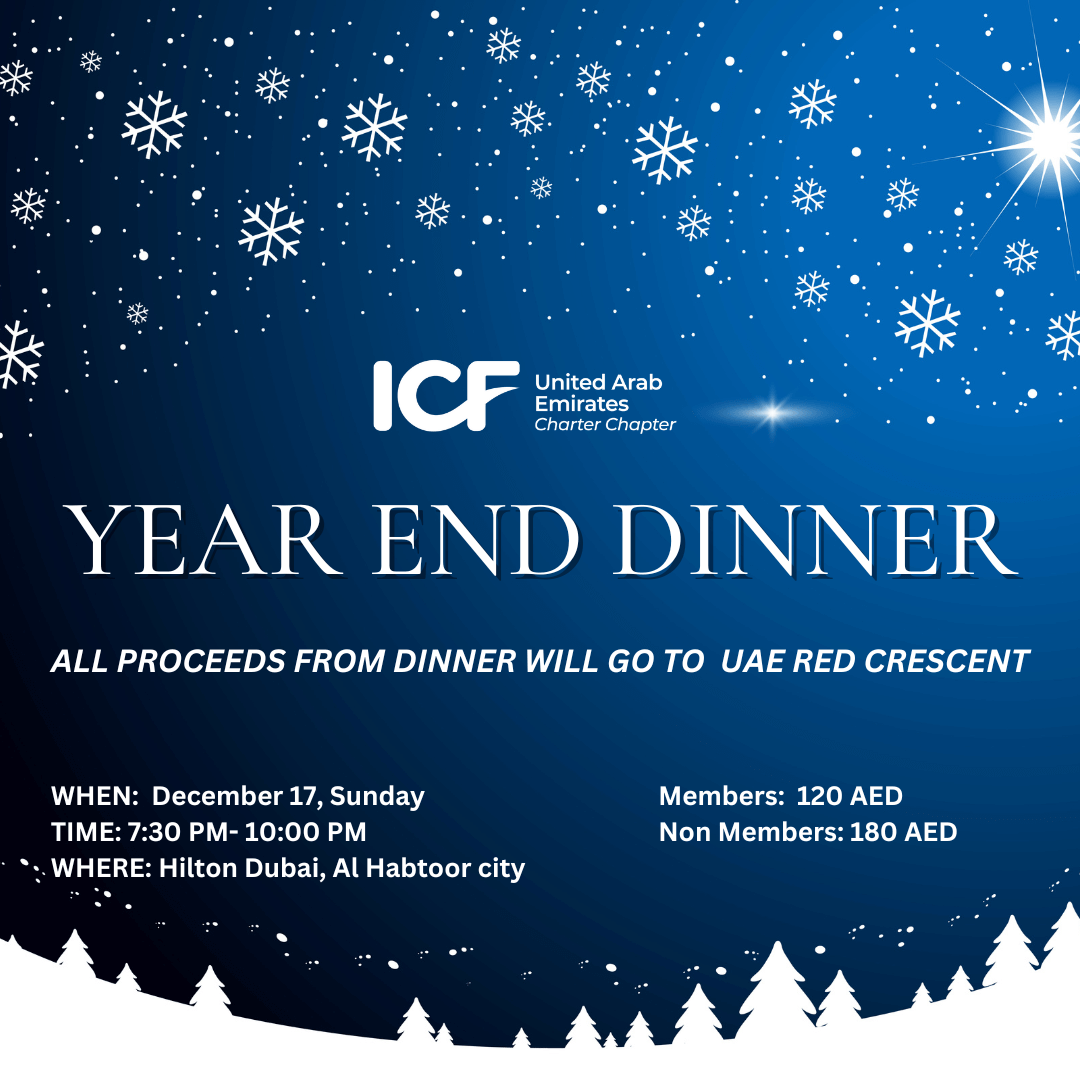 ICF
United Arab
Emirates
Charter Chapter
YEAR END DINNER
ALL PROCEEDS FROM DINNER WILL GO TO  UAE RED CRESCENT
WHEN:  December 17, Sunday
TIME: 7:30 PM- 10:00 PM
WHERE: Hilton Dubai, Al Habtoor city
Members:  120 AED
Non Members: 180 AED